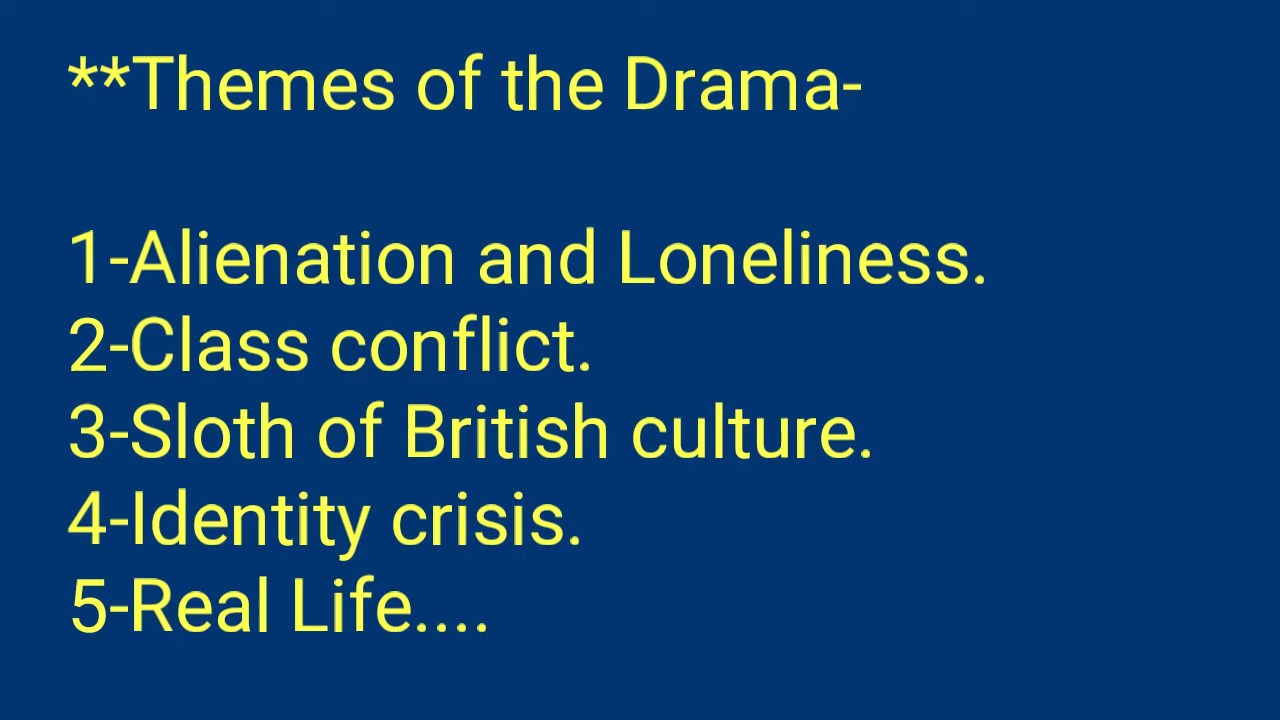 **Themes of the Drama-
1-Alienation and Loneliness.
2-Class conflict.
3-Sloth of British culture.
4-Identity crisis.
5-Real Life....